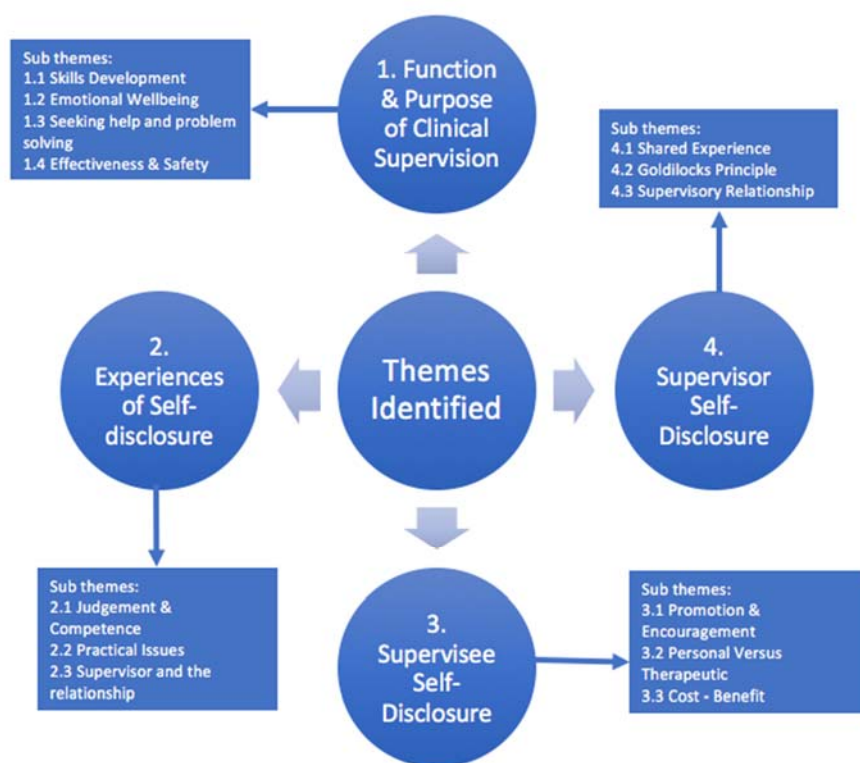 Sub themes:
1.1 Skills Development
1.2 Emotional Wellbeing
1.3 Seeking help and problem
solving
1.4 Effectiveness & Safety
1. Function
& Purpose
of Clinical
Supervision
Sub themes:
4.1 Shared Experience
4.2 Goldilocks Principle
4.3 Supervisory Relationship
2.
Experiences
of Self-
disclosure
Themes
Identified
4.
Supervisor
Self-
Disclosure
Sub themes:
2.1 Judgement &
Competence
2.2 Practical Issues
2.3 Supervisor and the
relationship
3.
Supervisee
Self-
Disclosure
Sub themes:
3.1 Promotion &
Encouragement
3.2 Personal Versus
Therapeutic
3.3 Cost - Benefit